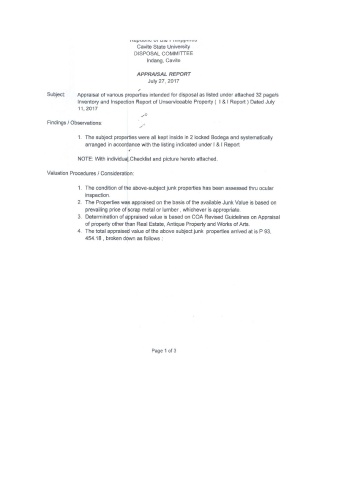 Republic of the Philippines
Cavite State University
DISPOSAL COMMITTEE
Indang, Cavite
APPRAISAL REPORT
July 27, 2017
Subject: Appraisal of various properties intended for disposal as listed under attached 32 pagers
Inventory and Inspection Report of Unserviceable Property ( I & I Report ) Dated July
11, 2017
Findings / Observations:
1. The subject properties were all kept inside in 2 locked Bodega and systematically
arranged in accordance with the listing indicated under I & I Report
NOTE: With individual Checklist and picture hereto attached.
Valuation Procedures / Consideration:
1. The condition of the above-subject junk properties has been assessed thru ocular
inspection.
2. The Properties was appraised on the basis of the available Junk Value is based on
prevailing price of scrap metal or lumber , whichever is appropriate.
3. Determination of appraised value is based on COA Revised Guidelines on Appraisal
of property other than Real Estate, Antique Property and Works of Arts.
4. The total appraised value of the above subject junk properties arrived at is P 93,
454.18 , broken down as follows ;
Page 1 of 3